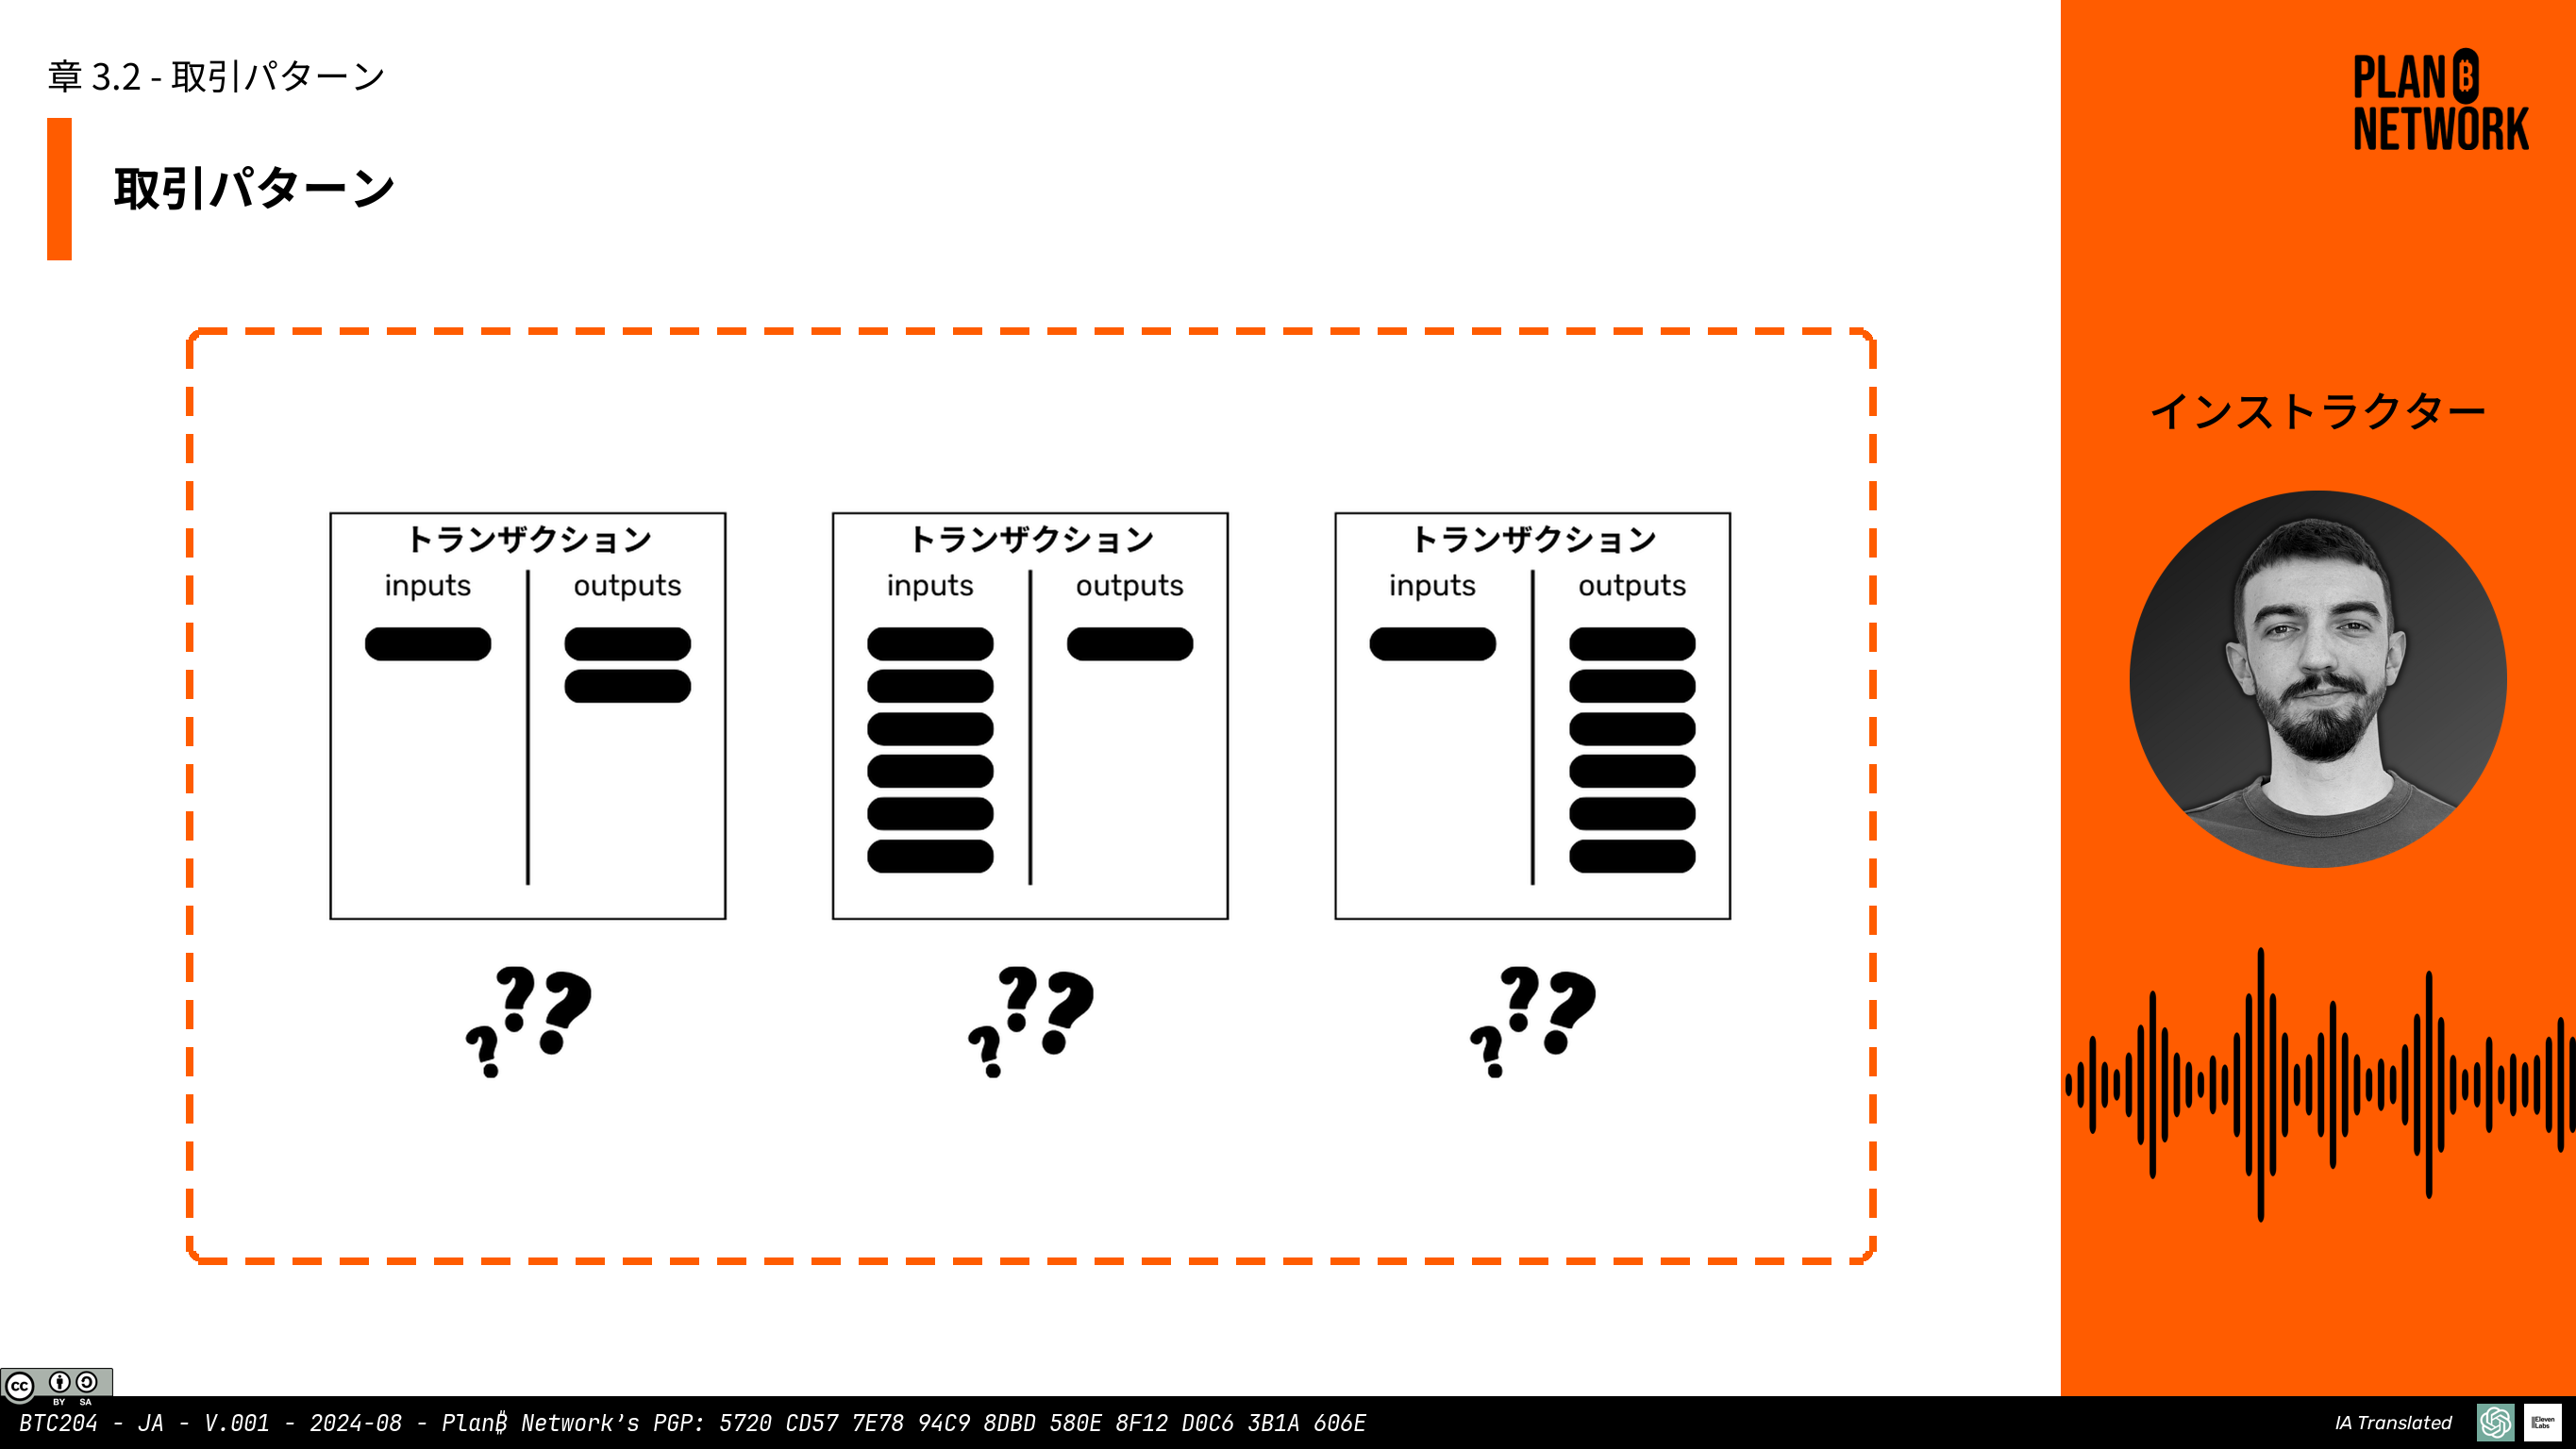 章 3.2 - 取引パターン
取引パターン
PLAN ₿
NETWORK
インストラクター
トランザクション
inputs outputs
トランザクション
inputs outputs
トランザクション
inputs outputs
???
???
???
CC BY SA
BTC204 - JA - V.001 - 2024-08 - Plan₿ Network's PGP: 5720 CD57 7E78 94C9 8DBD 580E 8F12 D0C6 3B1A 606E
IA Translated
IIElevenLabs